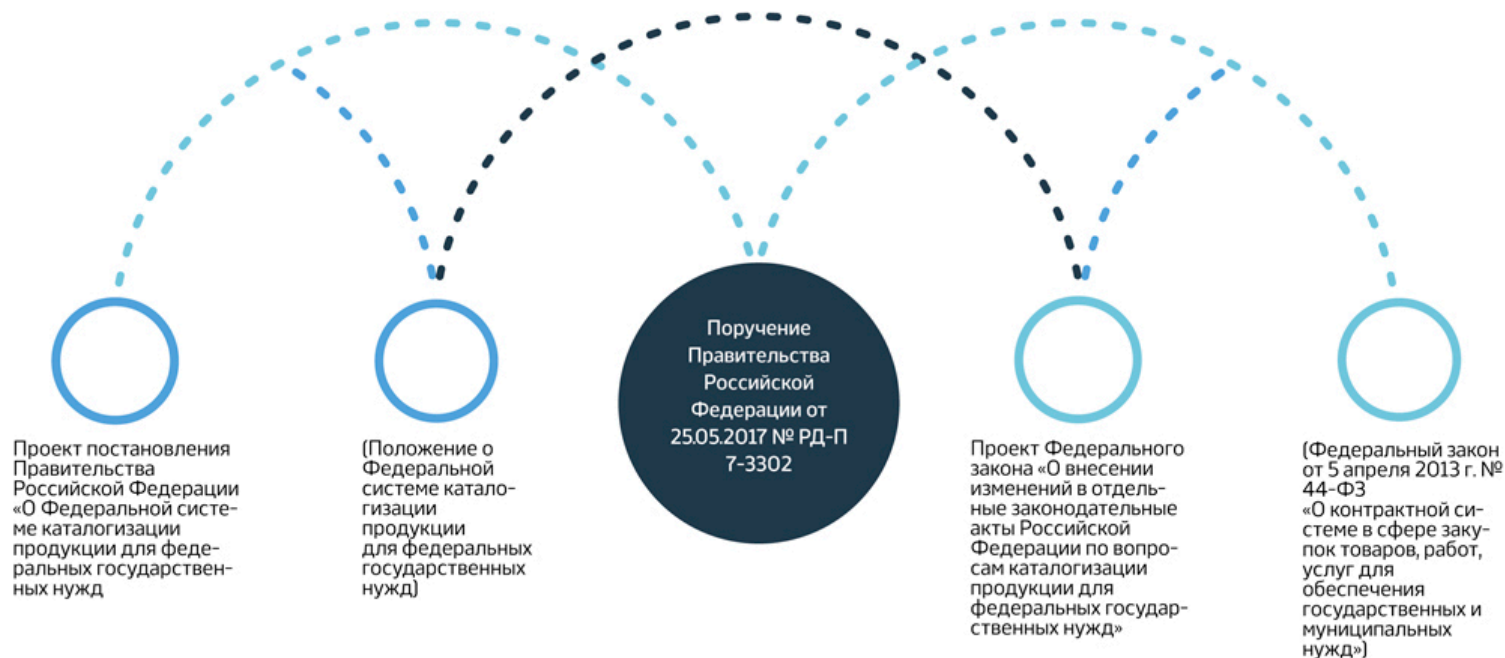 Поручение
Правительства
Российской
Федерации от
25.05.2017 № РД-П
7-3302
Проект постановления
Правительства
Российской Федерации
«О Федеральной систе-
ме каталогизации
продукции для феде-
ральных государствен-
ных нужд
(Положение о
Федеральной
системе катало-
гизации
продукции
для федеральных
государственных
нужд)
Проект Федерального
закона «О внесении
изменений в отдель-
ные законодательные
акты Российской
Федерации по вопро-
сам каталогизации
продукции для
федеральных государ-
ственных нужд»
(Федеральный закон
от 5 апреля 2013 г. №
44-ФЗ
«О контрактной си-
стеме в сфере заку-
пок товаров, работ,
услуг для
обеспечения
государственных и
муниципальных
нужд»)